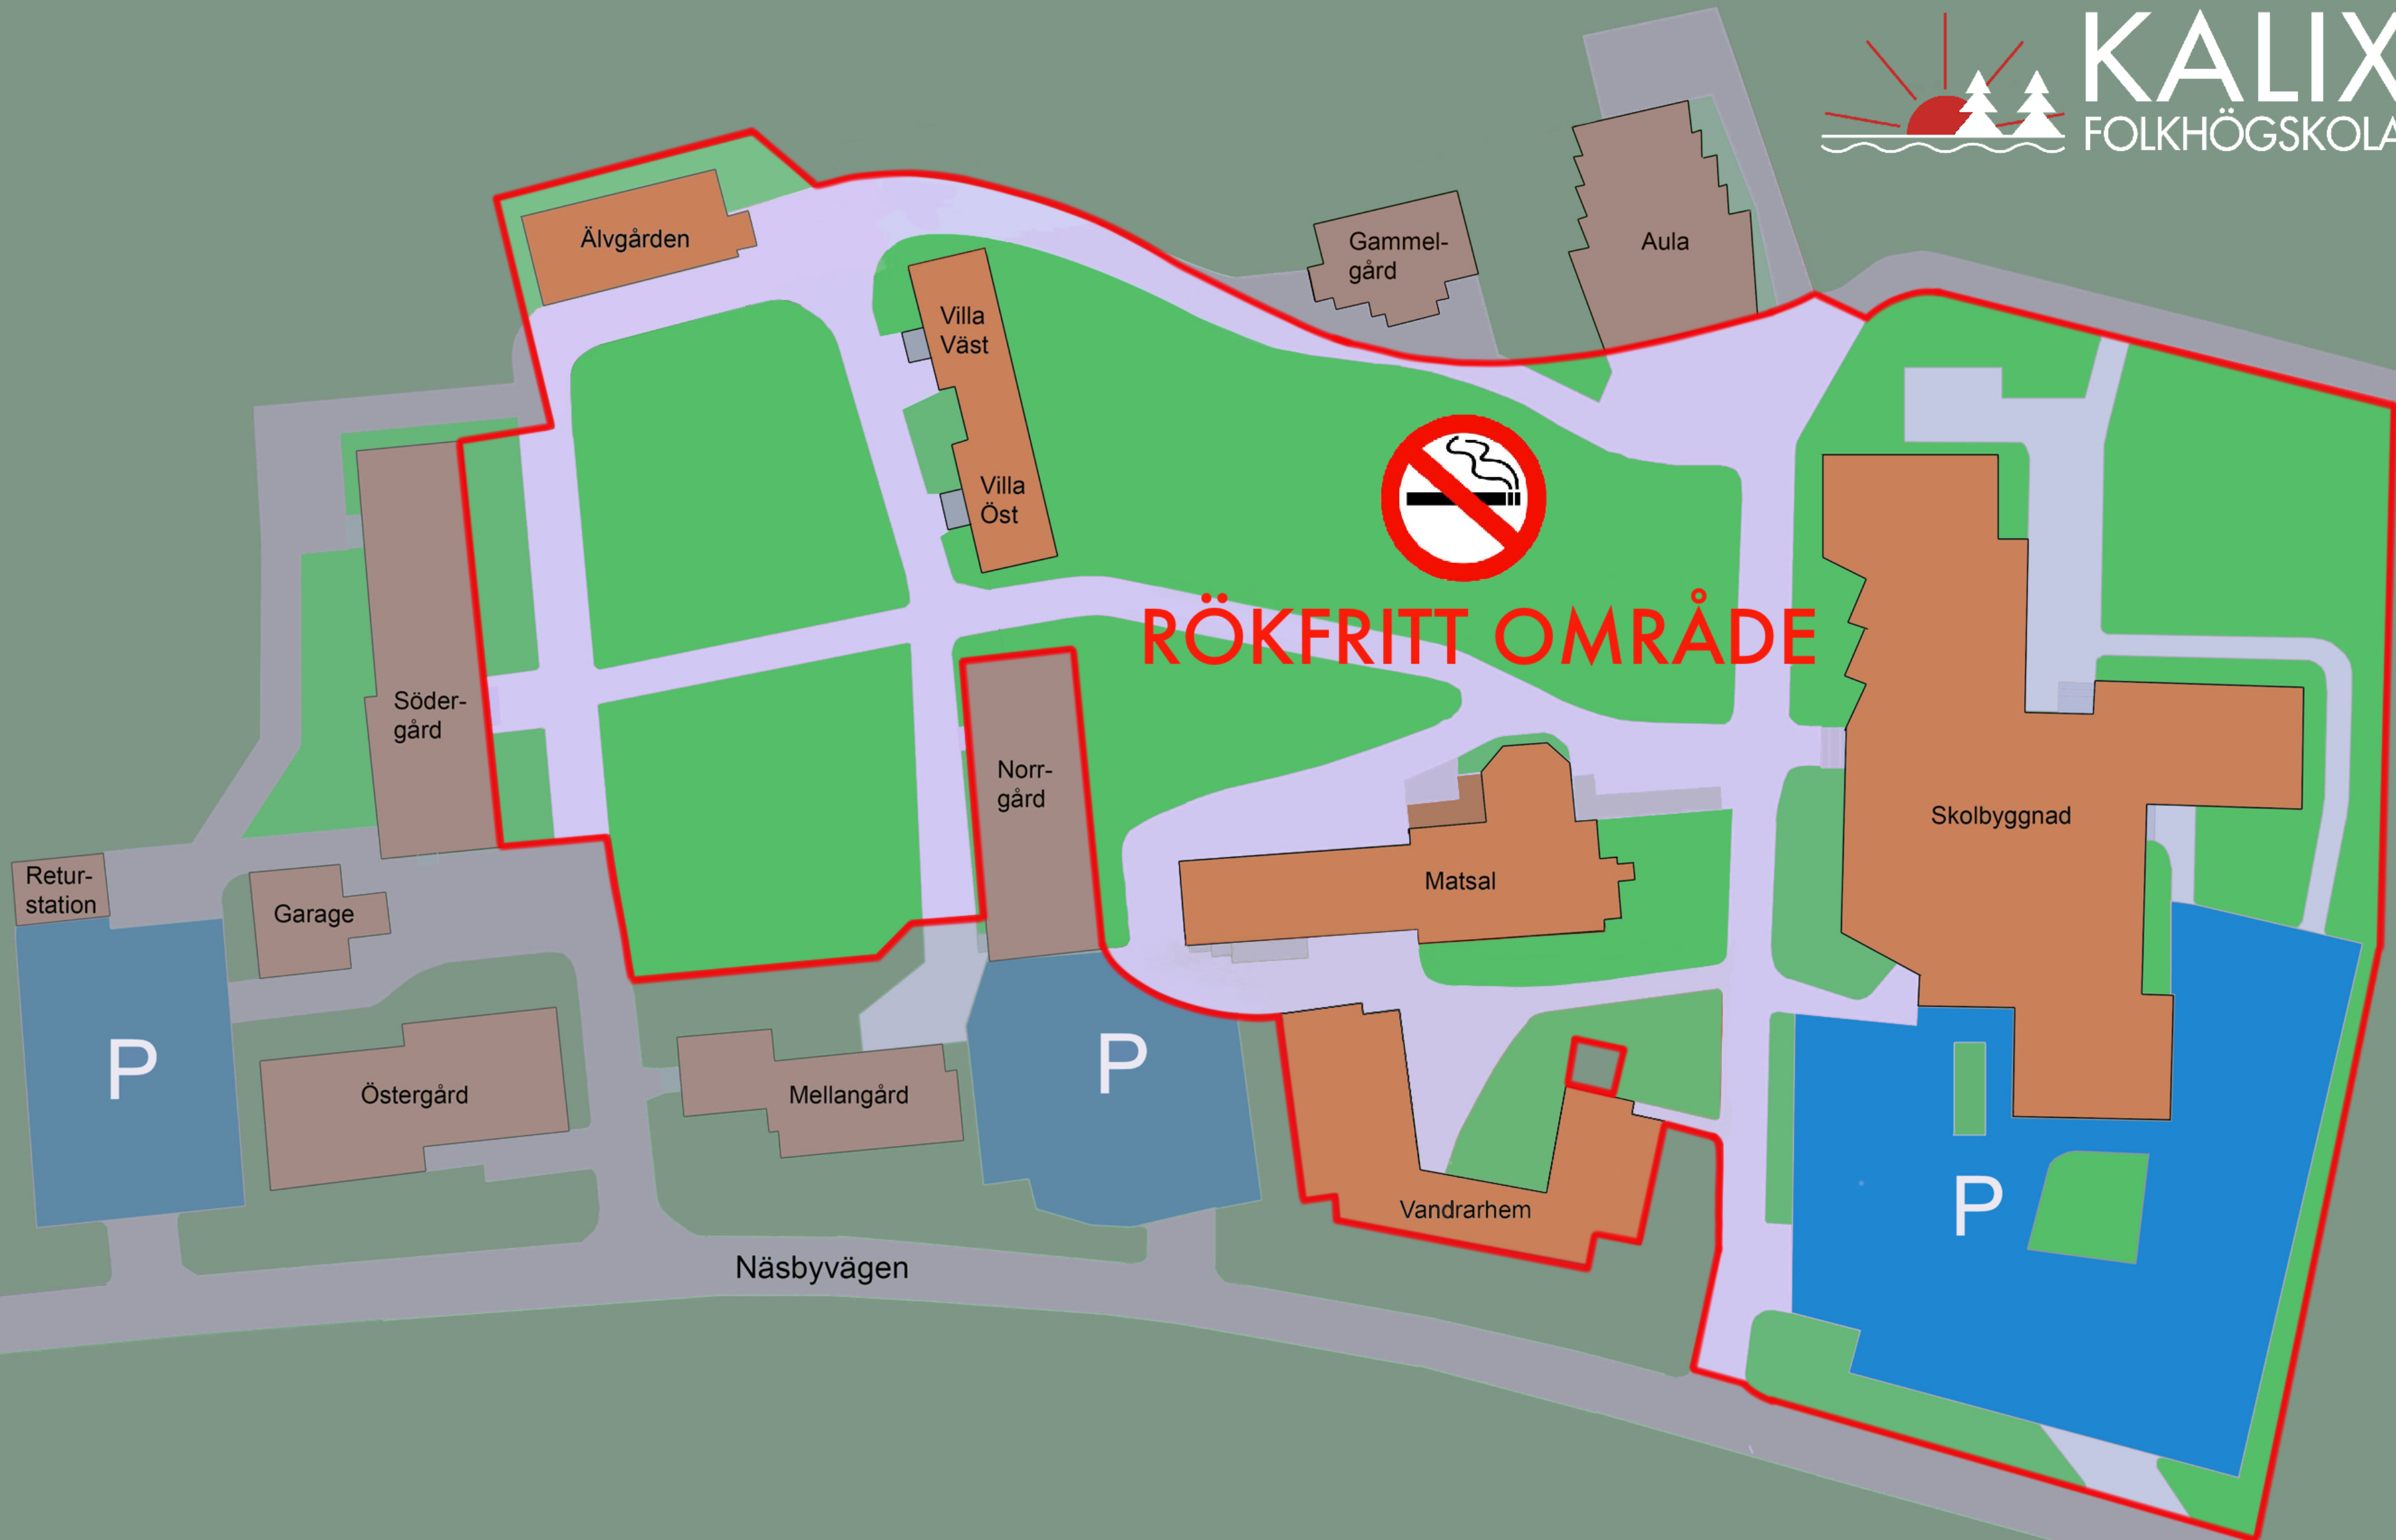 KALIX
FOLKHÖGSKOLA
Älvgården
Gammel-
gård
Aula
Villa
Väst
Villa
Öst
RÖKFRITT OMRÅDE
Söder-
gård
Norr-
gård
Skolbyggnad
Matsal
Retur-
station
Garage
P
P
Östergård
Mellangård
P
Vandrarhem
Näsbyvägen